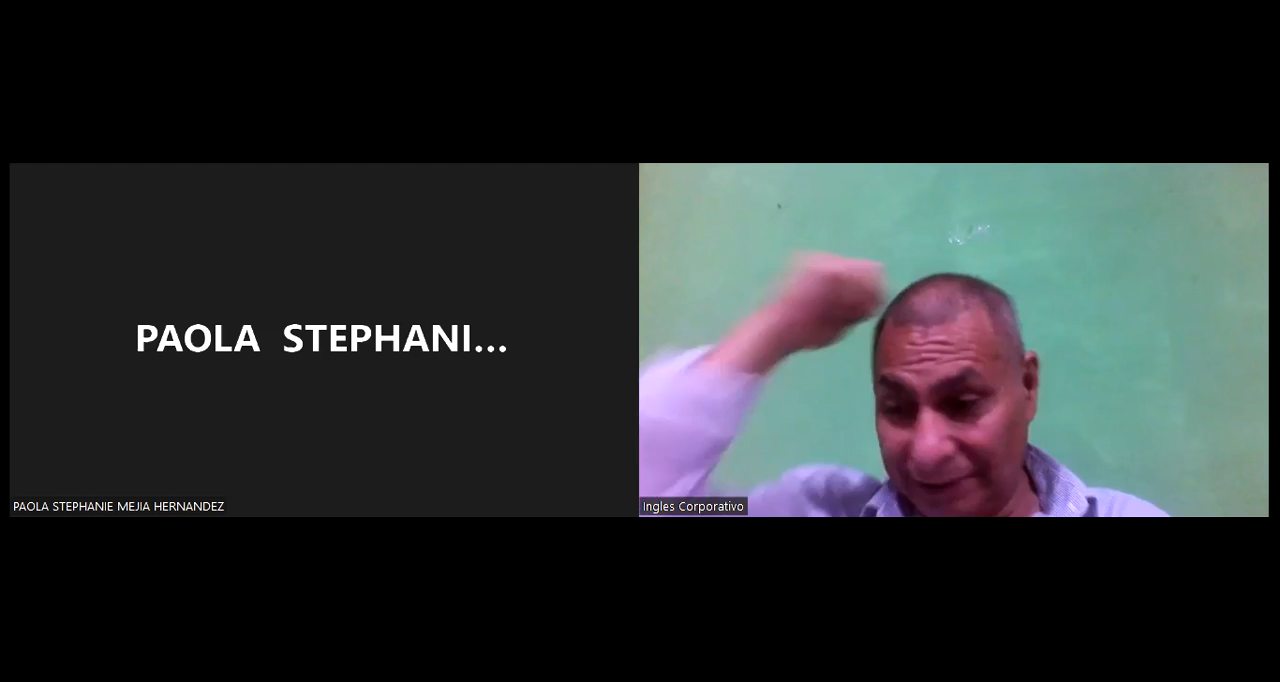 PAOLA STEPHANI...
PAOLA STEPHANIE MEJIA HERNANDEZ
Ingles Corporativo